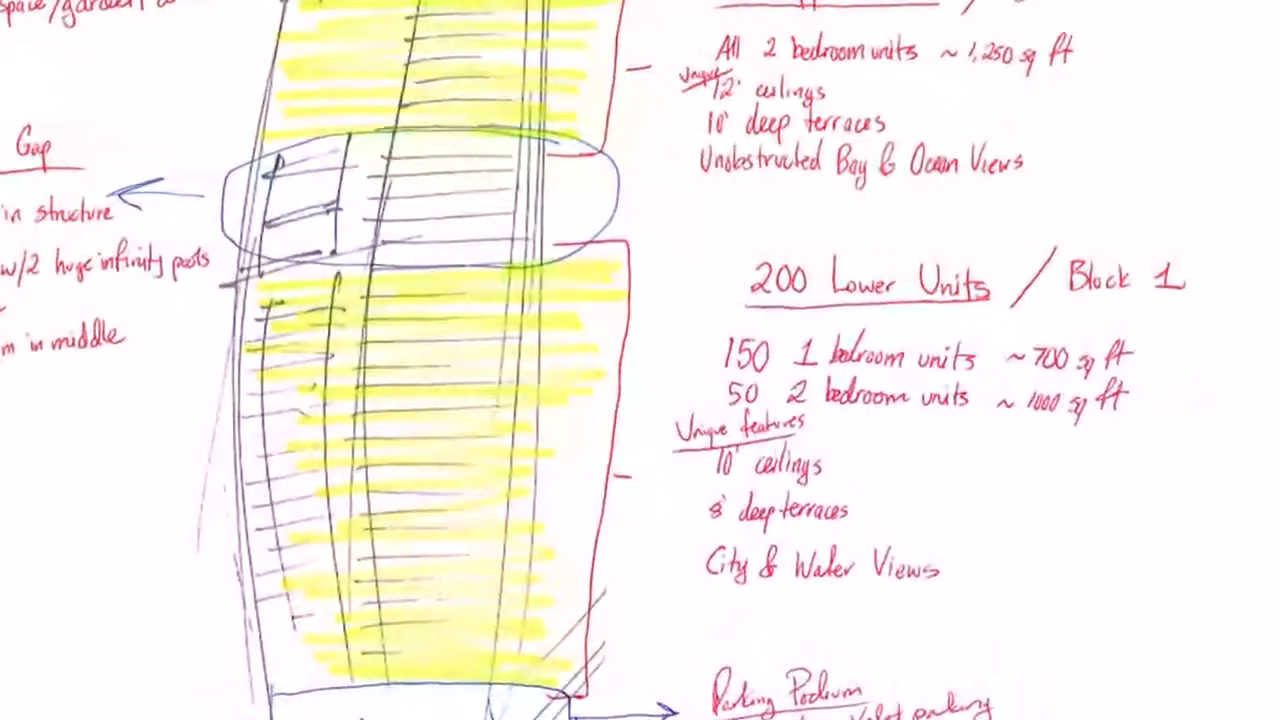 space/garden
Gap
in structure
w/2 huge infinity pools
m in middle
All 2 bedroom units ~ 1,250 sq ft
Unique
12' ceilings
10' deep terraces
Unobstructed Bay & Ocean Views
200 Lower Units / Block 1
150 1 bedroom units ~ 700 sq ft
50 2 bedroom units ~ 1000 sq ft
Unique features
10' ceilings
8' deep terraces
City & Water Views
Parking Podium
Valet parking